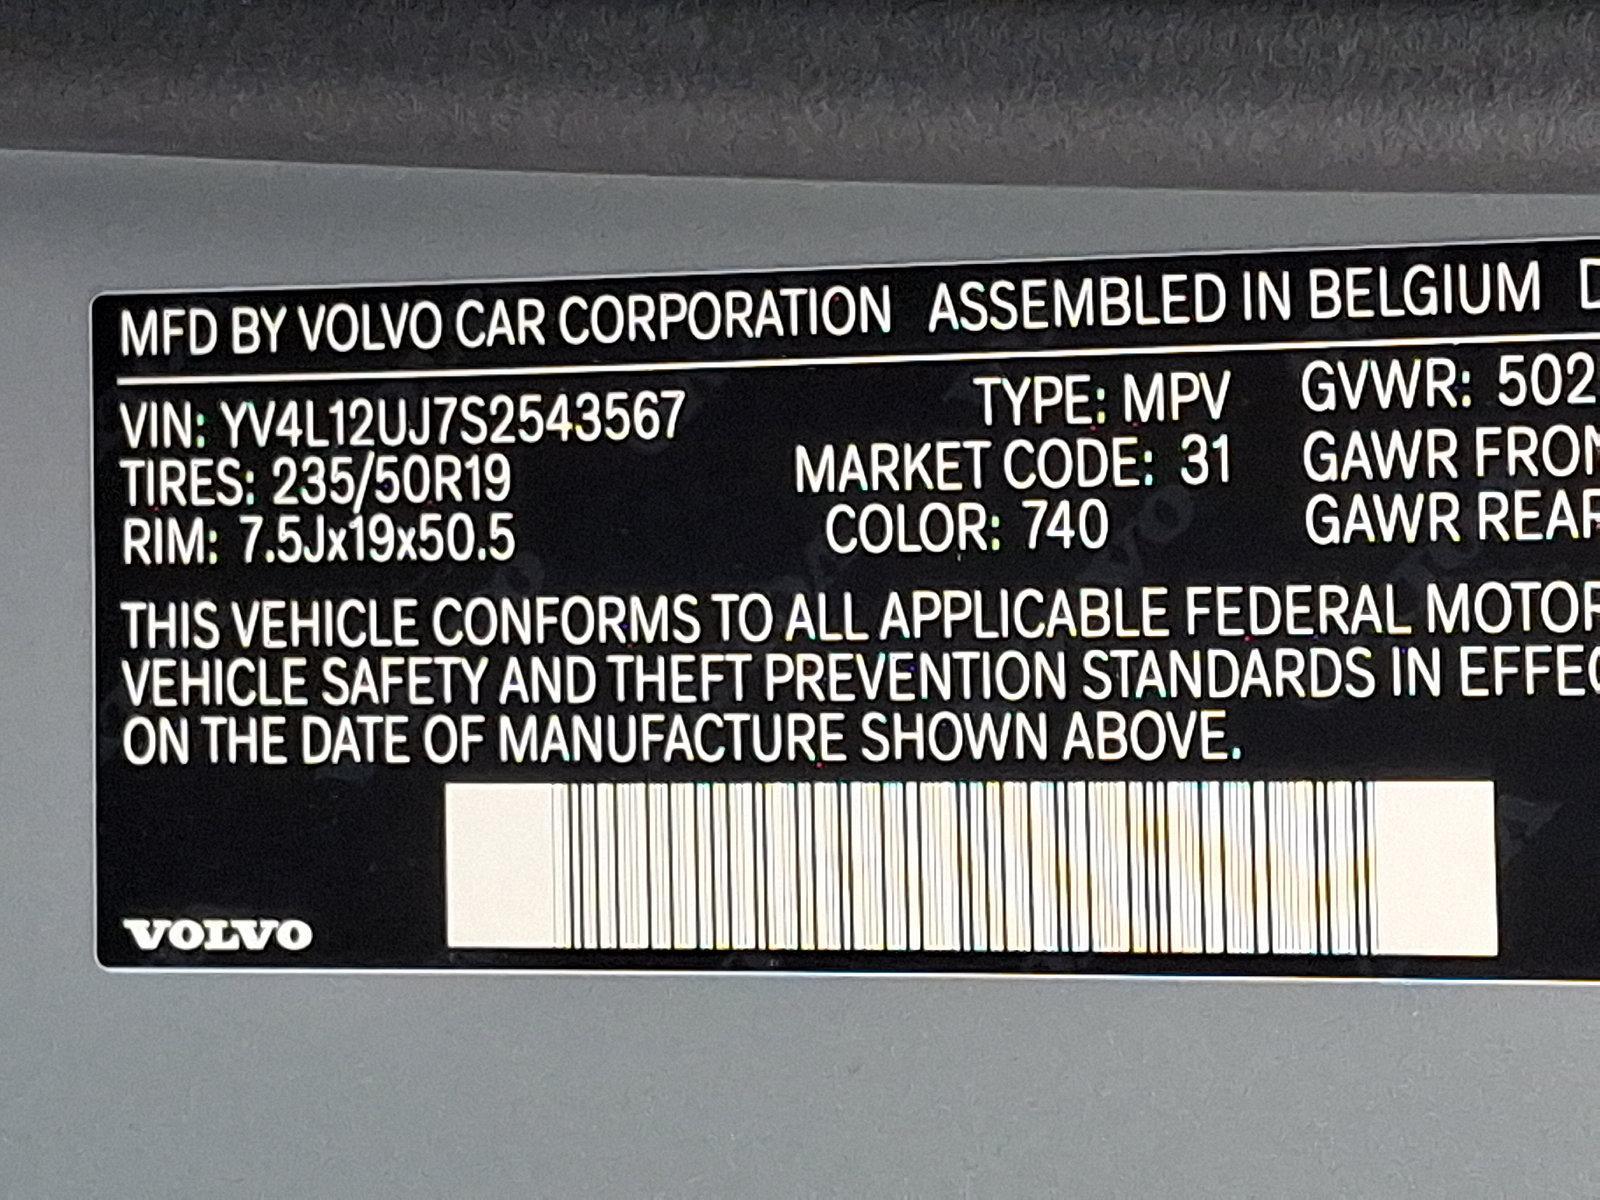 MFD BY VOLVO CAR CORPORATION ASSEMBLED IN BELGIUM
VIN: YV4L12UJ7S2543567 TYPE: MPV GVWR: 502
TIRES: 235/50R19 MARKET CODE: 31 GAWR FRON
RIM: 7.5Jx19x50.5 COLOR: 740 GAWR REAR
THIS VEHICLE CONFORMS TO ALL APPLICABLE FEDERAL MOTOR
VEHICLE SAFETY AND THEFT PREVENTION STANDARDS IN EFFEC
ON THE DATE OF MANUFACTURE SHOWN ABOVE.
VOLVO